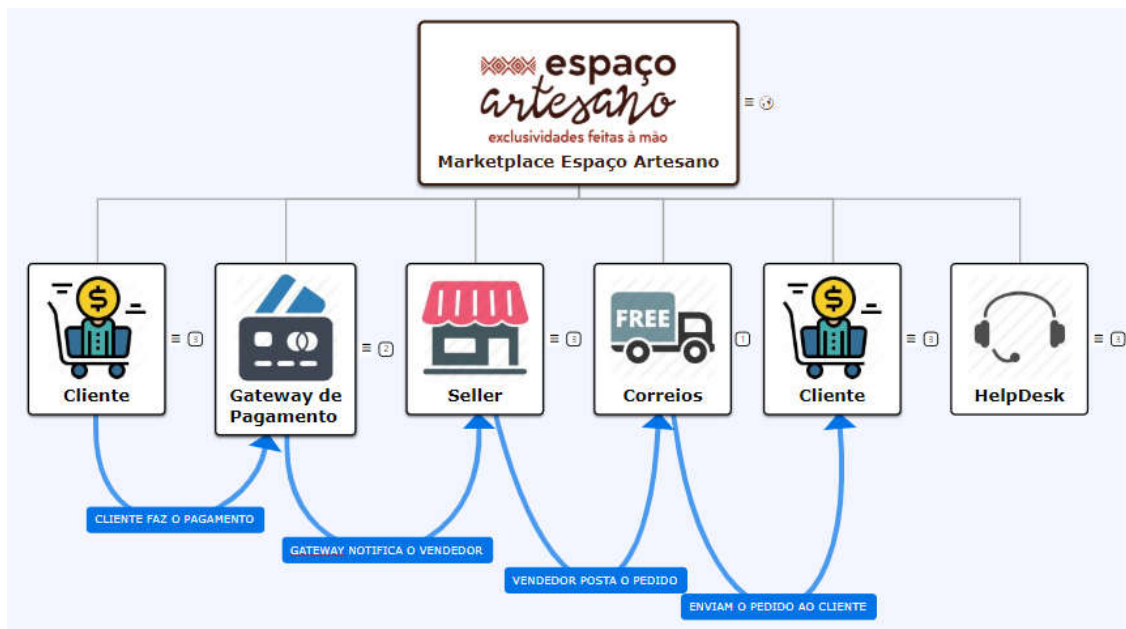 espaço
artesano
exclusividades feitas à mão
Marketplace Espaço Artesano
Cliente
Gateway de
Pagamento
Seller
FREE
Correios
Cliente
HelpDesk
CLIENTE FAZ O PAGAMENTO
GATEWAY NOTIFICA O VENDEDOR
VENDEDOR POSTA O PEDIDO
ENVIAM O PEDIDO AO CLIENTE